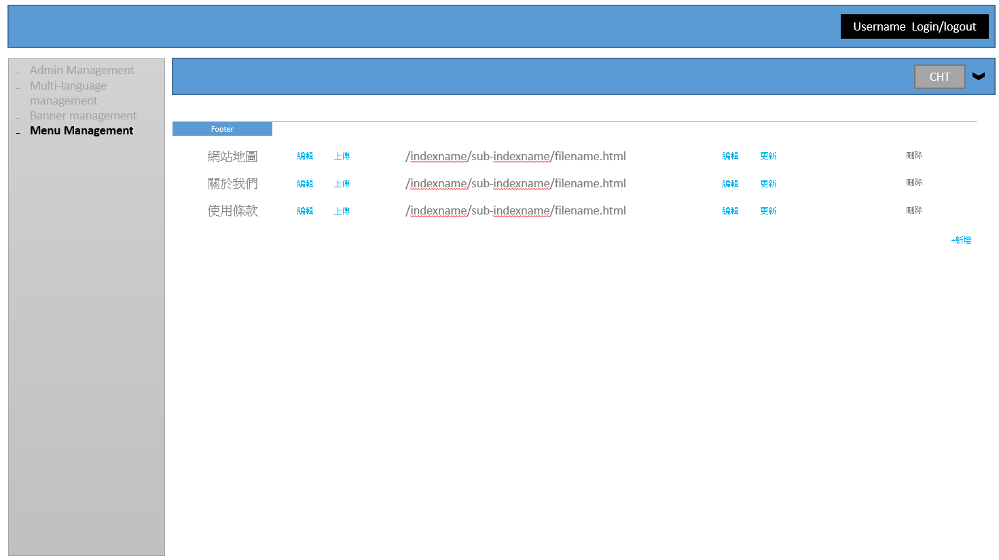 Username  Login/logout
- Admin Management
- Multi-language
management
- Banner management
- Menu Management
CHT
Footer
網站地圖 編輯 上傳 /indexname/sub-indexname/filename.html 編輯 更新 刪除
關於我們 編輯 上傳 /indexname/sub-indexname/filename.html 編輯 更新 刪除
使用條款 編輯 上傳 /indexname/sub-indexname/filename.html 編輯 更新 刪除
+新增